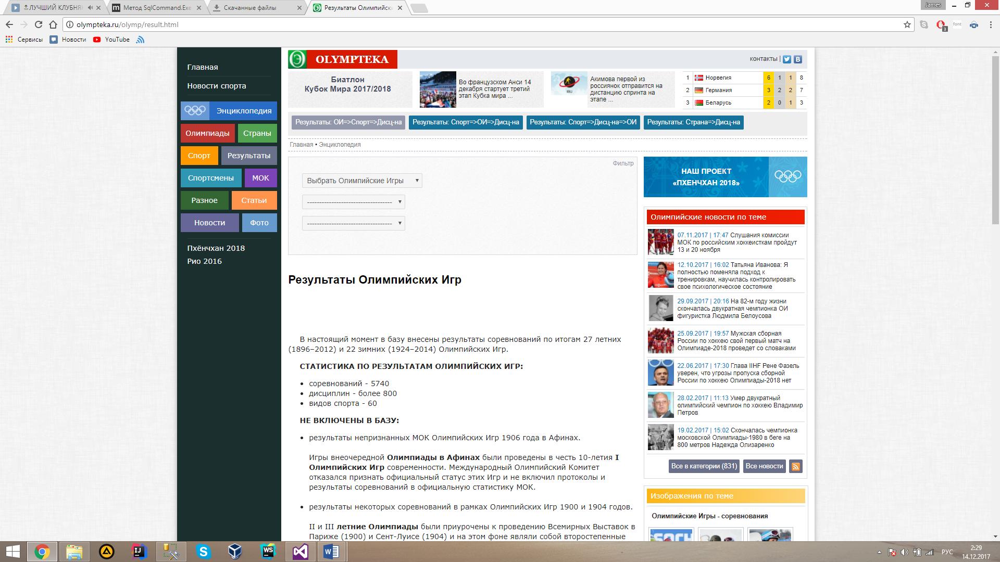 ЛУЧШИЙ КЛУБНЯ
Метод SqlCommand.Exe
Скачанные файлы
Результаты Олимпийски
James
olympteka.ru/olymp/result.html
font
3
Сервисы
Новости
YouTube
Главная
Новости спорта
Энциклопедия
Олимпиады
Страны
Спорт
Результаты
Спортсмены
МОК
Разное
Статьи
Новости
Фото
Пхёнчхан 2018
Рио 2016
Э OLYMPTEKA
контакты |
Биатлон
Кубок Мира 2017/2018
Во французском Анси 14
декабря стартует третий
этап Кубка мира ...
IBU
Акимова первой из
россиянок отправится на
дистанцию спринта на
этапе ...
1 Норвегия 6 1 1 8
2 Германия 3 2 2 7
3 Беларусь 2 0 1 3
Результаты: ОИ=>Спорт=>Дисц-на
Результаты: Спорт=>ОИ=>Дисц-на
Результаты: Спорт=>Дисц-на=>ОИ
Результаты: Страна=>Дисц-на
Главная • Энциклопедия
Фильтр
Выбрать Олимпийские Игры
-----------------------------------
-----------------------------------
Результаты Олимпийских Игр
В настоящий момент в базу внесены результаты соревнований по итогам 27 летних
(1896–2012) и 22 зимних (1924–2014) Олимпийских Игр.
СТАТИСТИКА ПО РЕЗУЛЬТАТАМ ОЛИМПИЙСКИХ ИГР:
• соревнований - 5740
• дисциплин - более 800
• видов спорта - 60
НЕ ВКЛЮЧЕНЫ В БАЗУ:
• результаты непризнанных МОК Олимпийских Игр 1906 года в Афинах.
Игры внеочередной Олимпиады в Афинах были проведены в честь 10-летия I
Олимпийских Игр современности. Международный Олимпийский Комитет
отказался признать официальный статус этих Игр и не включил протоколы и
результаты соревнований в официальную статистику МОК.
• результаты некоторых соревнований в рамках Олимпийских Игр 1900 и 1904 годов.
II и III летние Олимпиады были приурочены к проведению Всемирных Выставок в
Париже (1900) и Сент-Луисе (1904) и на этом фоне являли собой второстепенные
НАШ ПРОЕКТ
«ПХЕНЧХАН 2018»
Олимпийские новости по теме
07.11.2017 | 17:47 Слушания комиссии
МОК по российским хоккеисткам пройдут
13 и 20 ноября
12.10.2017 | 16:02 Татьяна Иванова: Я
полностью поменяла подход к
тренировкам, научилась контролировать
свое психологическое состояние
29.09.2017 | 20:16 На 82-м году жизни
скончалась двукратная чемпионка ОИ
фигуристка Людмила Белоусова
25.09.2017 | 19:57 Мужская сборная
России по хоккею свой первый матч на
Олимпиаде-2018 проведет со словаками
22.06.2017 | 17:30 Глава IIHF Рене Фазель
уверен, что угрозы пропуска сборной
России по хоккею Олимпиады-2018 нет
28.02.2017 | 11:13 Умер двукратный
олимпийский чемпион по хоккею Владимир
Петров
19.02.2017 | 15:02 Скончалась чемпионка
московской Олимпиады-1980 в беге на
800 метров Надежда Олизаренко
Все в категории (831)
Все новости
Изображения по теме
Олимпийские Игры - соревнования
sochi
РУС
2:29
14.12.2017